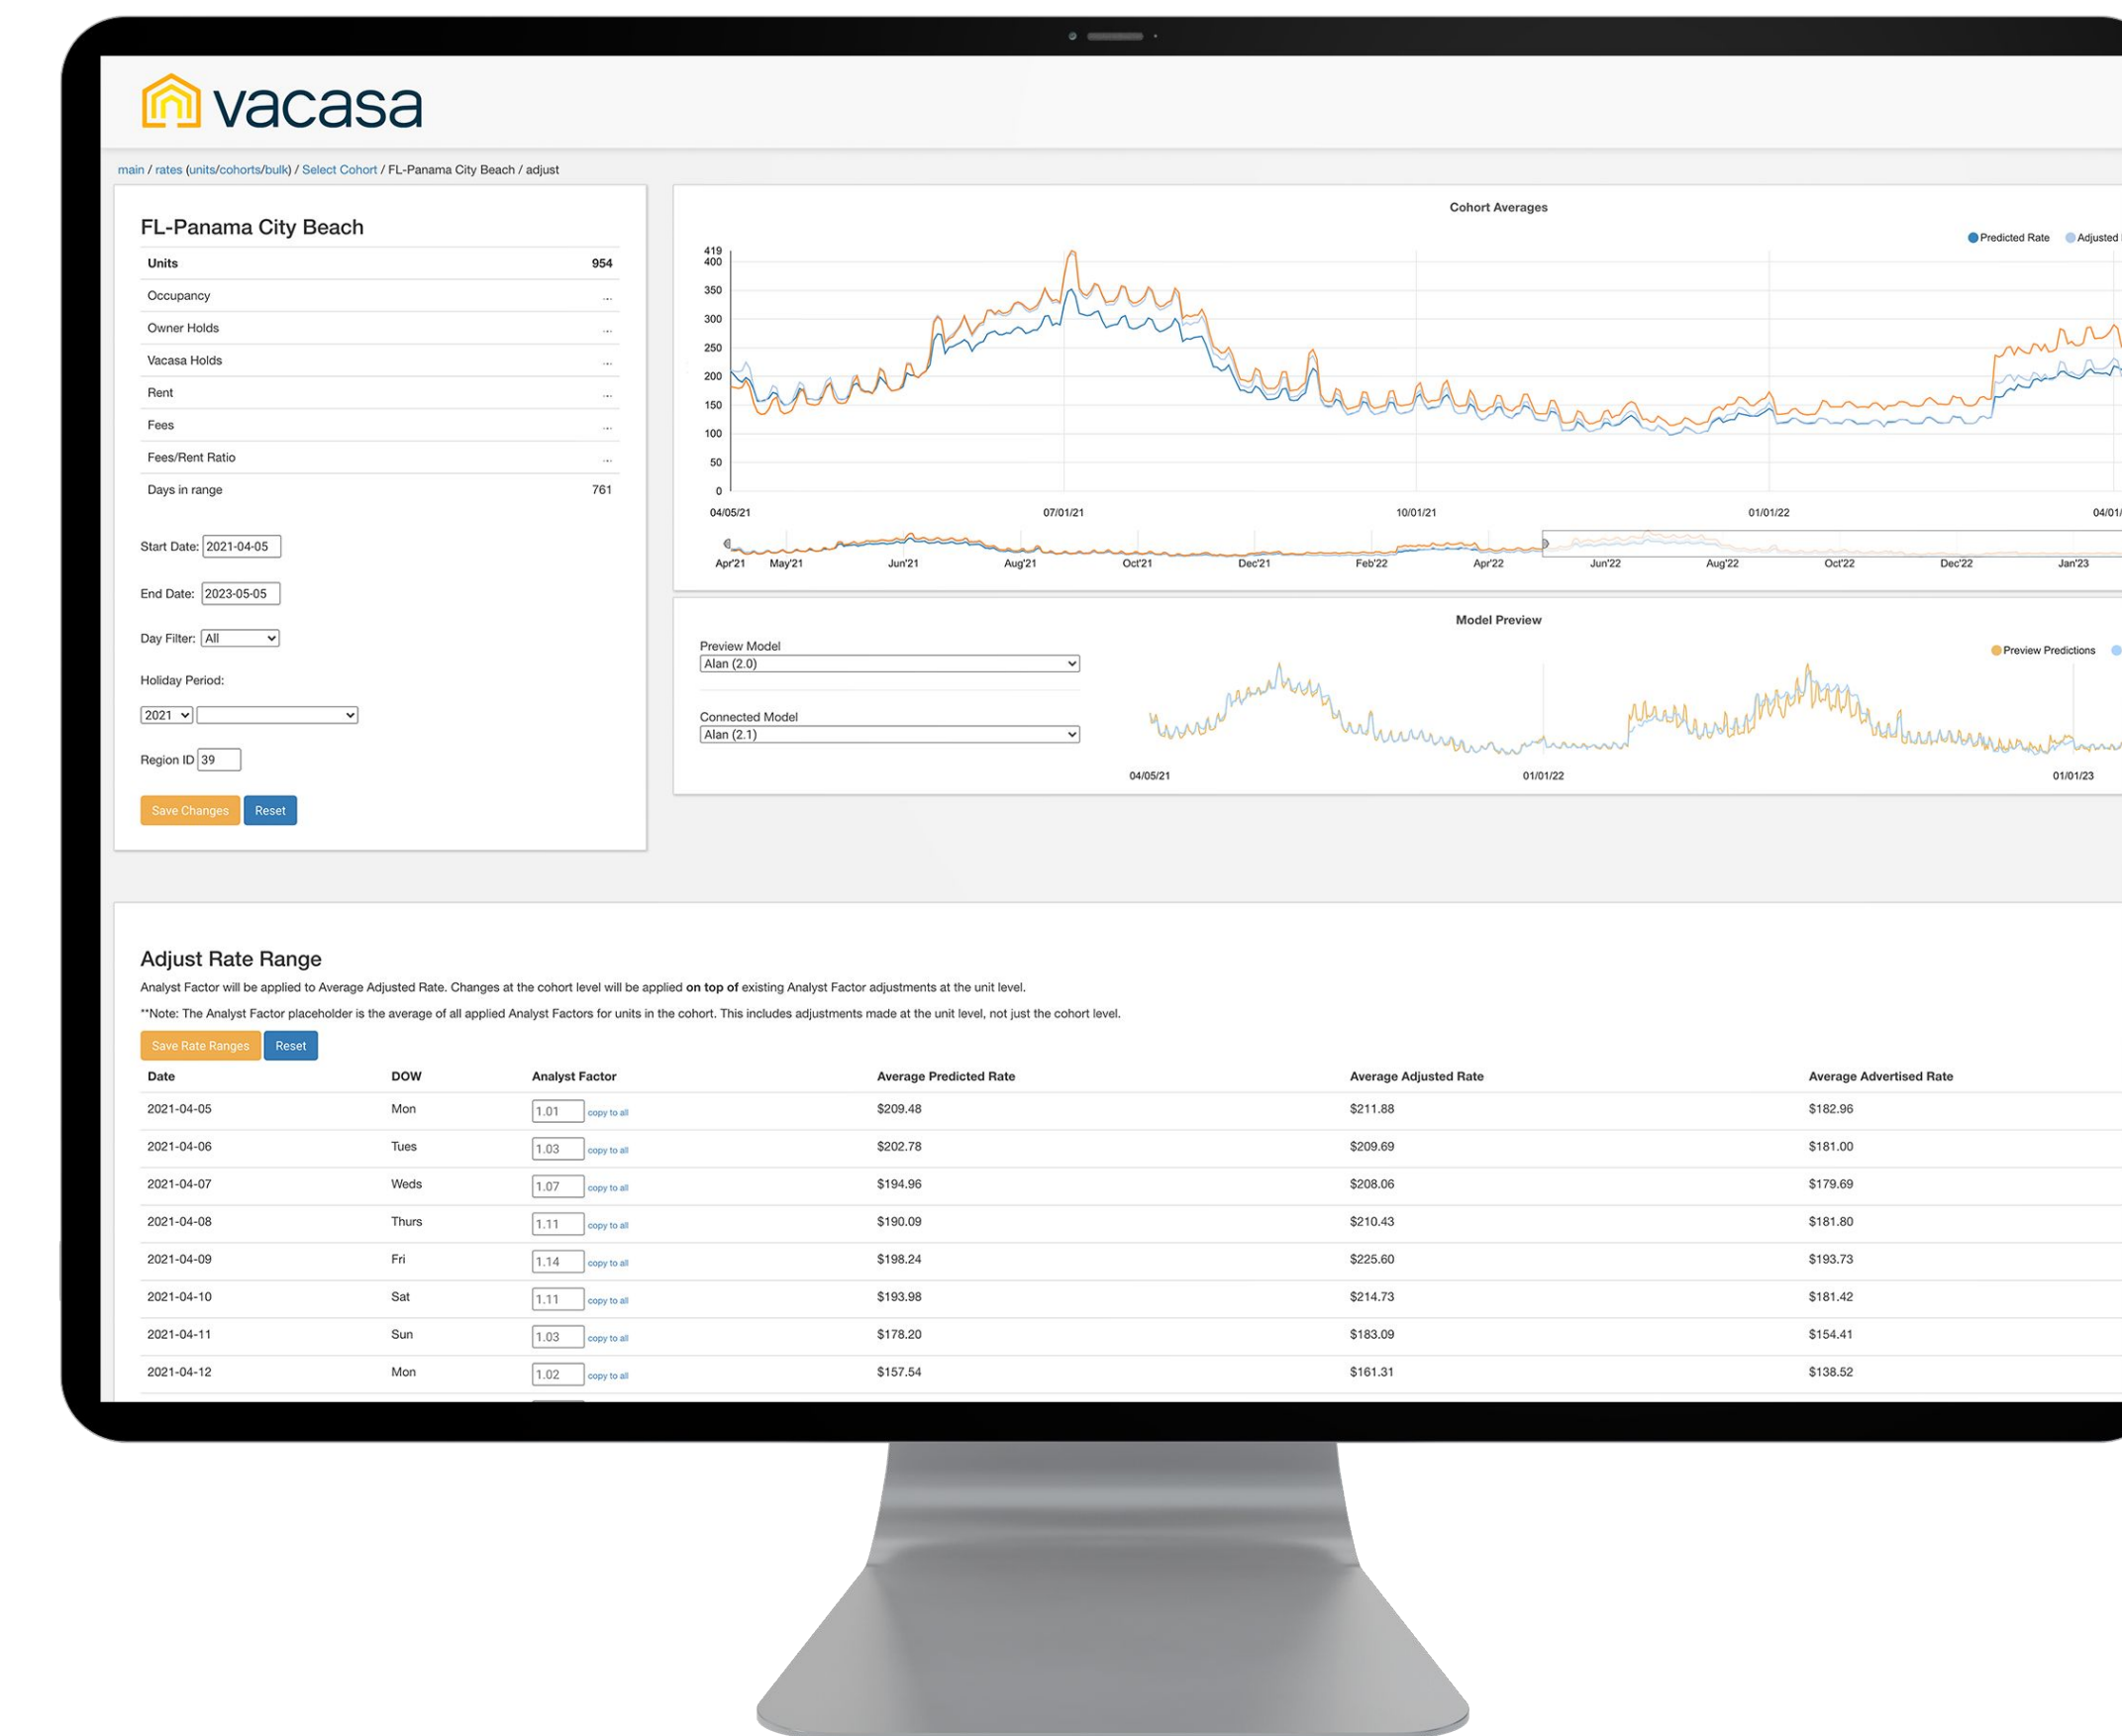 vacasa
main / rates (units/cohorts/bulk) / Select Cohort / FL-Panama City Beach / adjust
FL-Panama City Beach
Units 954
Occupancy ...
Owner Holds ...
Vacasa Holds ...
Rent ...
Fees ...
Fees/Rent Ratio ...
Days in range 761
Start Date: 2021-04-05
End Date: 2023-05-05
Day Filter: All
Holiday Period:
2021
Region ID 39
Save Changes Reset
Cohort Averages
Predicted Rate Adjusted
419
400
350
300
250
200
150
100
50
0
04/05/21 07/01/21 10/01/21 01/01/22 04/01/
Apr'21 May'21 Jun'21 Aug'21 Oct'21 Dec'21 Feb'22 Apr'22 Jun'22 Aug'22 Oct'22 Dec'22 Jan'23
Model Preview
Preview Predictions
Preview Model
Alan (2.0)
Connected Model
Alan (2.1)
04/05/21 01/01/22 01/01/23
Adjust Rate Range
Analyst Factor will be applied to Average Adjusted Rate. Changes at the cohort level will be applied on top of existing Analyst Factor adjustments at the unit level.
**Note: The Analyst Factor placeholder is the average of all applied Analyst Factors for units in the cohort. This includes adjustments made at the unit level, not just the cohort level.
Save Rate Ranges Reset
Date DOW Analyst Factor Average Predicted Rate Average Adjusted Rate Average Advertised Rate
2021-04-05 Mon 1.01 copy to all $209.48 $211.88 $182.96
2021-04-06 Tues 1.03 copy to all $202.78 $209.69 $181.00
2021-04-07 Weds 1.07 copy to all $194.96 $208.06 $179.69
2021-04-08 Thurs 1.11 copy to all $190.09 $210.43 $181.80
2021-04-09 Fri 1.14 copy to all $198.24 $225.60 $193.73
2021-04-10 Sat 1.11 copy to all $193.98 $214.73 $181.42
2021-04-11 Sun 1.03 copy to all $178.20 $183.09 $154.41
2021-04-12 Mon 1.02 copy to all $157.54 $161.31 $138.52